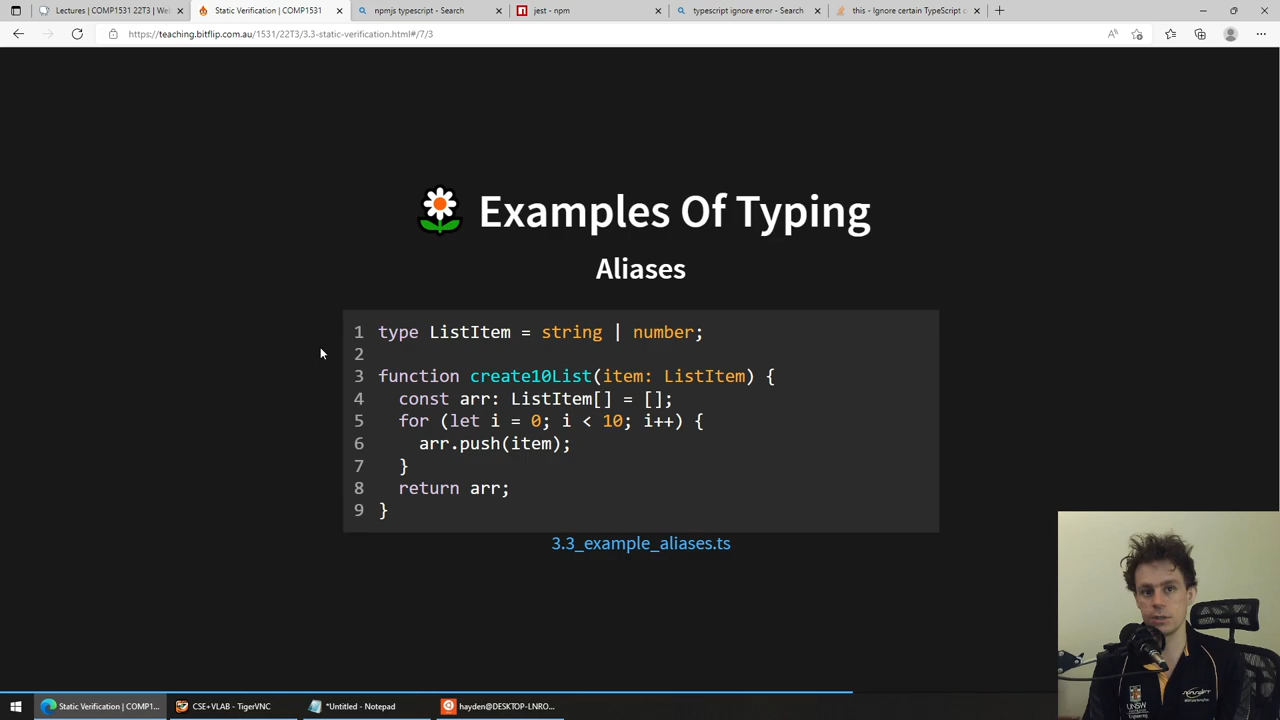 Lectures | COMP1531 22T3 | We
Static Verification | COMP1531
npmjs typescript - Search
jest - npm
typescript ignore error - Search
this - Ignore certain TypeScript c
https://teaching.bitflip.com.au/1531/22T3/3.3-static-verification.html#/7/3
Examples Of Typing
Aliases
1 type ListItem = string | number;
2
3 function create10List(item: ListItem) {
4 const arr: ListItem[] = [];
5 for (let i = 0; i < 10; i++) {
6 arr.push(item);
7 }
8 return arr;
9 }
3.3_example_aliases.ts
UNSW
Static Verification | COMP1...
CSE+VLAB - TigerVNC
*Untitled - Notepad
hayden@DESKTOP-LNRO...